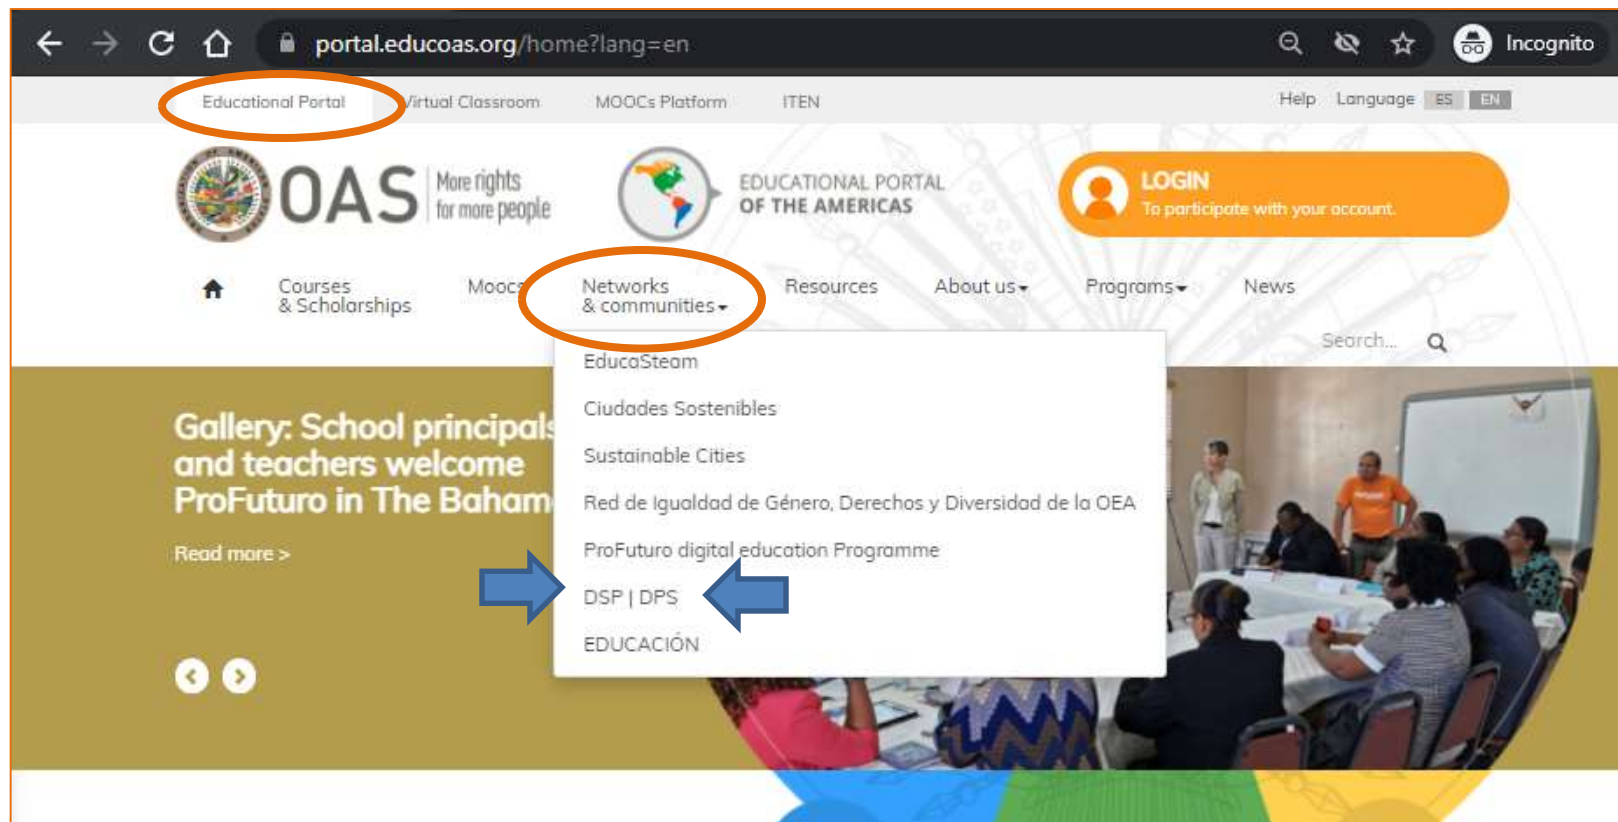 portal.educoas.org/home?lang=en
Incognito
Educational Portal
Virtual Classroom
MOOCs Platform
ITEN
Help
Language
ES
EN
OAS
More rights
for more people
EDUCATIONAL PORTAL
OF THE AMERICAS
LOGIN
To participate with your account.
Courses
& Scholarships
Moocs
Networks
& communities
Resources
About us
Programs
News
Search...
EducaSteam
Ciudades Sostenibles
Sustainable Cities
Red de Igualdad de Género, Derechos y Diversidad de la OEA
ProFuturo digital education Programme
DSP | DPS
EDUCACIÓN
Gallery: School principals
and teachers welcome
ProFuturo in The Baham
Read more >